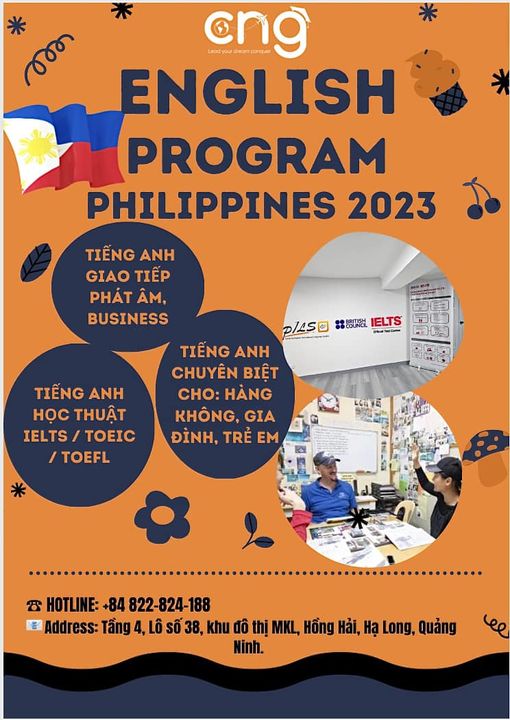 cng
Lead your dream conquer
ENGLISH
PROGRAM
PHILIPPINES 2023
TIẾNG ANH
GIAO TIẾP
PHÁT ÂM,
BUSINESS
TIẾNG ANH
CHUYÊN BIỆT
CHO: HÀNG
KHÔNG, GIA
ĐÌNH, TRẺ EM
TIẾNG ANH
HỌC THUẬT
IELTS / TOEIC
/ TOEFL
BRITISH
COUNCIL
IELTS
☎ HOTLINE: +84 822-824-188
📧 Address: Tầng 4, Lô số 38, khu đô thị MKL, Hồng Hải, Hạ Long, Quảng
Ninh.